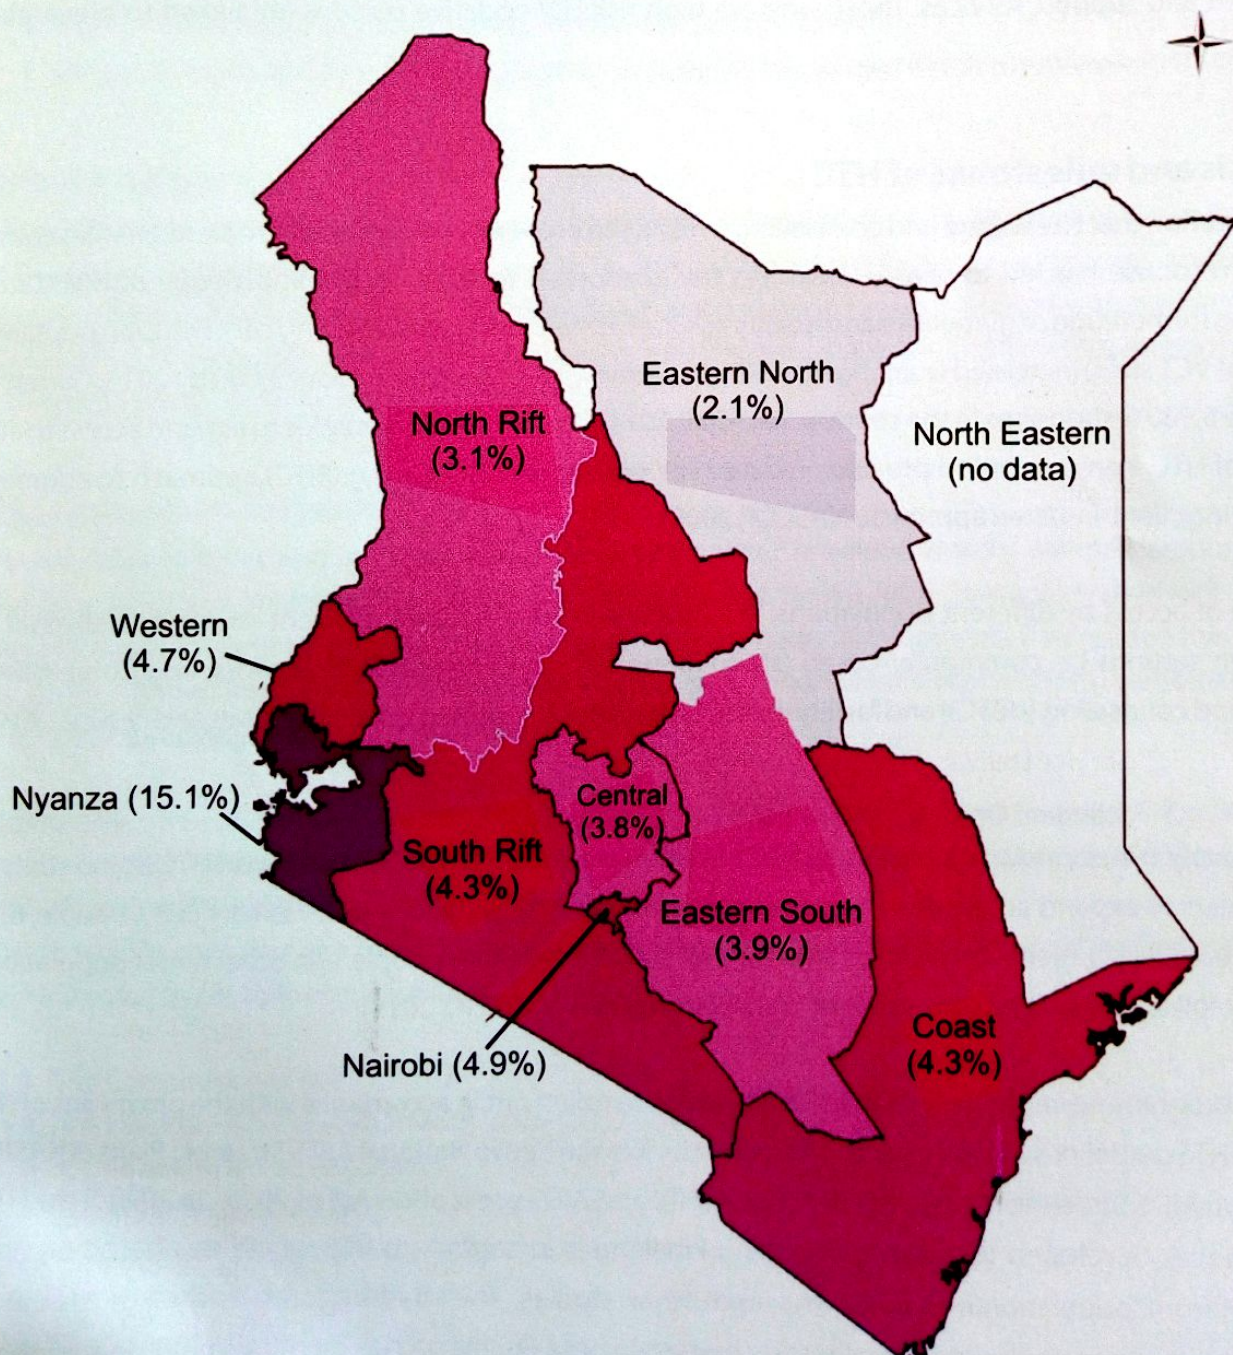 Eastern North
(2.1%)
North Rift
(3.1%)
North Eastern
(no data)
Western
(4.7%)
Nyanza (15.1%)
Central
(3.8%)
South Rift
(4.3%)
Eastern South
(3.9%)
Nairobi (4.9%)
Coast
(4.3%)